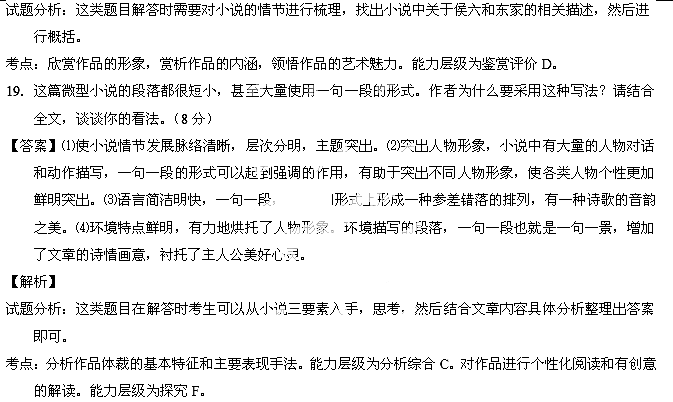 试题分析：这类题目解答时需要对小说的情节进行梳理，找出小说中关于侯六和东家的相关描述，然后进
行概括。
考点：欣赏作品的形象，赏析作品的内涵，领悟作品的艺术魅力。能力层级为鉴赏评价 D。
19. 这篇微型小说的段落都很短小，甚至大量使用一句一段的形式。作者为什么要采用这种写法？请结合
全文，谈谈你的看法。（8 分）
【答案】⑴使小说情节发展脉络清晰，层次分明，主题突出。⑵突出人物形象，小说中有大量的人物对话
和动作描写，一句一段的形式可以起到强调的作用，有助于突出不同人物形象，使各类人物个性更加
鲜明突出。⑶语言简洁明快，一句一段， 形式上形成一种参差错落的排列，有一种诗歌的音韵
之美。⑷环境特点鲜明，有力地烘托了人物形象。环境描写的段落，一句一段也就是一句一景，增加
了文章的诗情画意，衬托了主人公美好心灵。
【解析】
试题分析：这类题目在解答时考生可以从小说三要素入手，思考，然后结合文章内容具体分析整理出答案
即可。
考点：分析作品体裁的基本特征和主要表现手法。能力层级为分析综合 C。对作品进行个性化阅读和有创意
的解读。能力层级为探究 F。